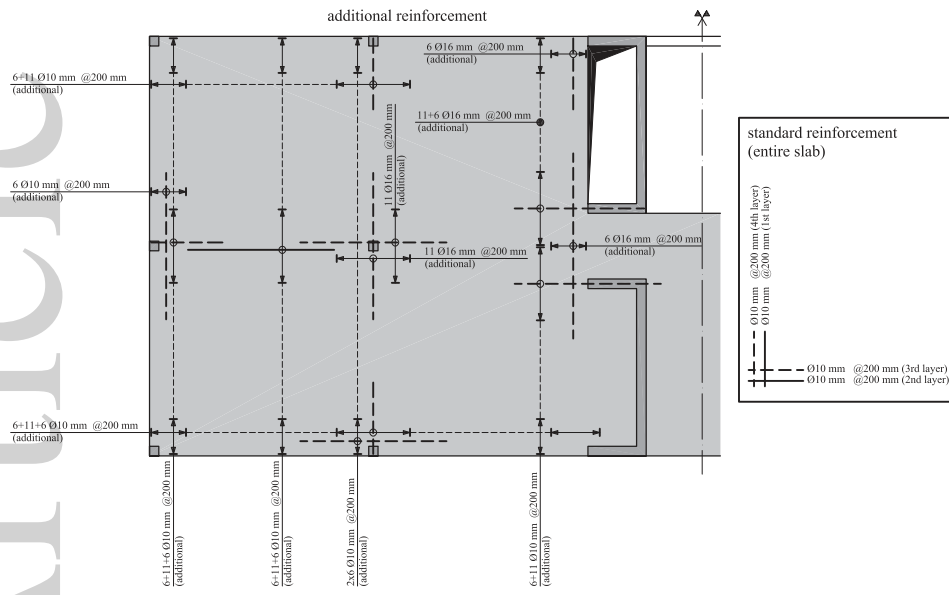 additional reinforcement
6 Ø16 mm @200 mm
(additional)
6+11 Ø10 mm @200 mm
(additional)
11+6 Ø16 mm @200 mm
(additional)
11 Ø16 mm @200 mm
(additional)
standard reinforcement
(entire slab)
6 Ø10 mm @200 mm
(additional)
6 Ø16 mm @200 mm
(additional)
11 Ø16 mm @200 mm
(additional)
Ø10 mm @200 mm (4th layer)
Ø10 mm @200 mm (1st layer)
Ø10 mm @200 mm (3rd layer)
Ø10 mm @200 mm (2nd layer)
6+11+6 Ø10 mm @200 mm
(additional)
6+11+6 Ø10 mm @200 mm
(additional)
6+11+6 Ø10 mm @200 mm
(additional)
2x6 Ø10 mm @200 mm
(additional)
6+11 Ø10 mm @200 mm
(additional)